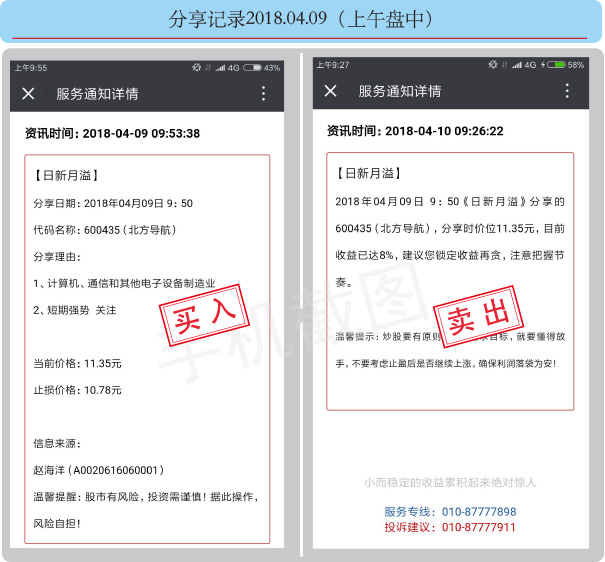 分享记录2018.04.09（上午盘中）
上午9:55
4G
43%
服务通知详情
资讯时间：2018-04-09 09:53:38
【日新月溢】
分享日期：2018年04月09日 9：50
代码名称：600435（北方导航）
分享理由：
1、计算机、通信和其他电子设备制造业
2、短期强势 关注
买入
当前价格：11.35元
止损价格：10.78元
信息来源：
赵海洋（A0020616060001）
温馨提醒：股市有风险，投资需谨慎！据此操作，
风险自担！
上午9:27
4G
58%
服务通知详情
资讯时间：2018-04-10 09:26:22
【日新月溢】
2018年04月09日 9：50《日新月溢》分享的
600435（北方导航），分享时价位11.35元，目前
收益已达8%，建议您锁定收益再贪，注意把握节
奏。
卖出
温馨提示：炒股要有原则 目标，就要懂得放
手，不要考虑止盈后是否继续上涨，确保利润落袋为安！
小而稳定的收益累积起来绝对惊人
服务专线：010-87777898
投诉建议：010-87777911
手机截图